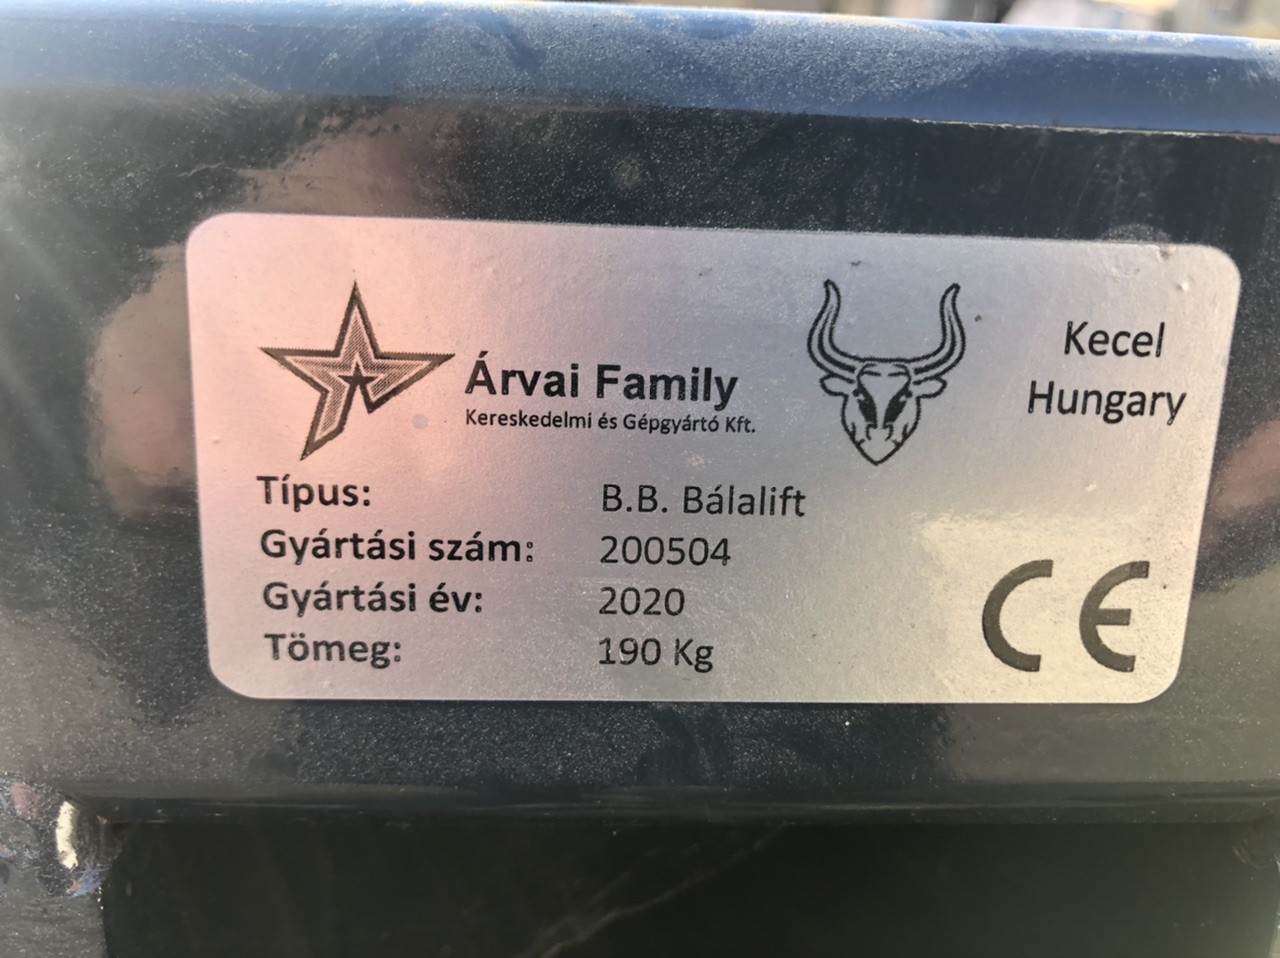 Árvai Family
Kereskedelmi és Gépgyártó Kft.
Kecel
Hungary
Típus: B.B. Bálalift
Gyártási szám: 200504
Gyártási év: 2020
Tömeg: 190 Kg
CE